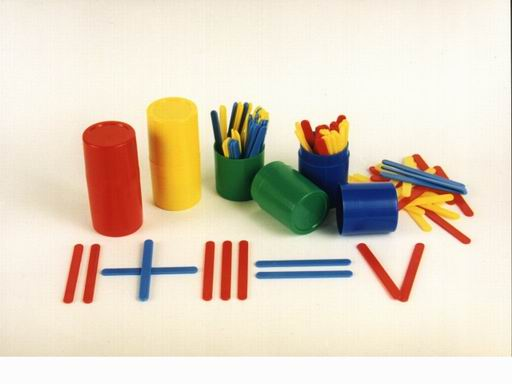 II + III = V